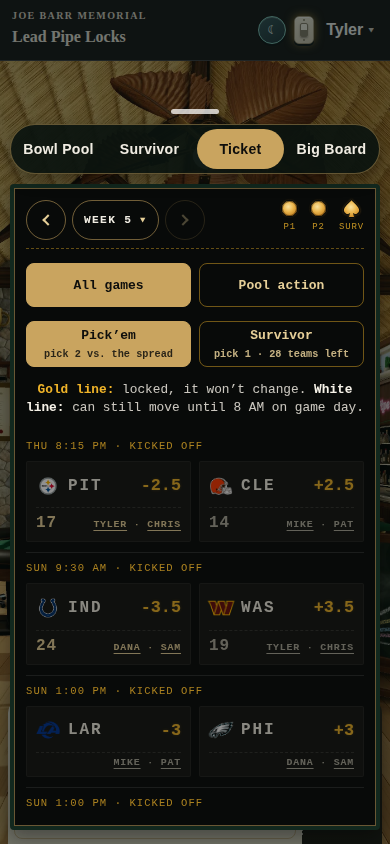 JOE BARR MEMORIAL
Lead Pipe Locks
Tyler ▾
Bowl Pool Survivor Ticket Big Board
WEEK 5 ▾
P1 P2 SURV
All games Pool action
Pick’em Survivor
pick 2 vs. the spread pick 1 · 28 teams left
Gold line: locked, it won’t change. White
line: can still move until 8 AM on game day.
THU 8:15 PM · KICKED OFF
PIT -2.5 CLE +2.5
17 TYLER · CHRIS 14 MIKE · PAT
SUN 9:30 AM · KICKED OFF
IND -3.5 WAS +3.5
24 DANA · SAM 19 TYLER · CHRIS
SUN 1:00 PM · KICKED OFF
LAR -3 PHI +3
MIKE · PAT DANA · SAM
SUN 1:00 PM · KICKED OFF